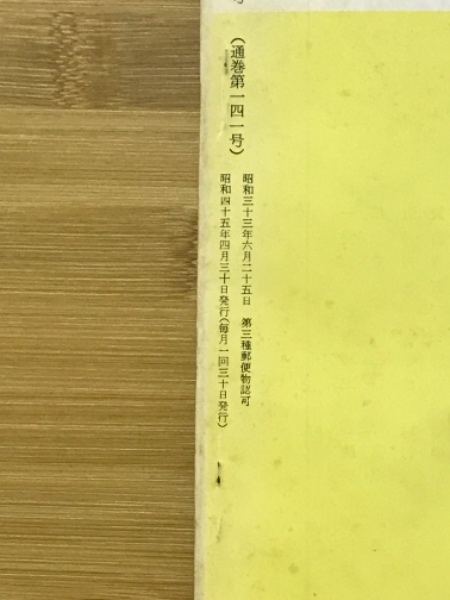 （通巻第一四一号）
昭和三十三年六月二十五日　第三種郵便物認可
昭和四十五年四月三十日発行（毎月一回三十日発行）